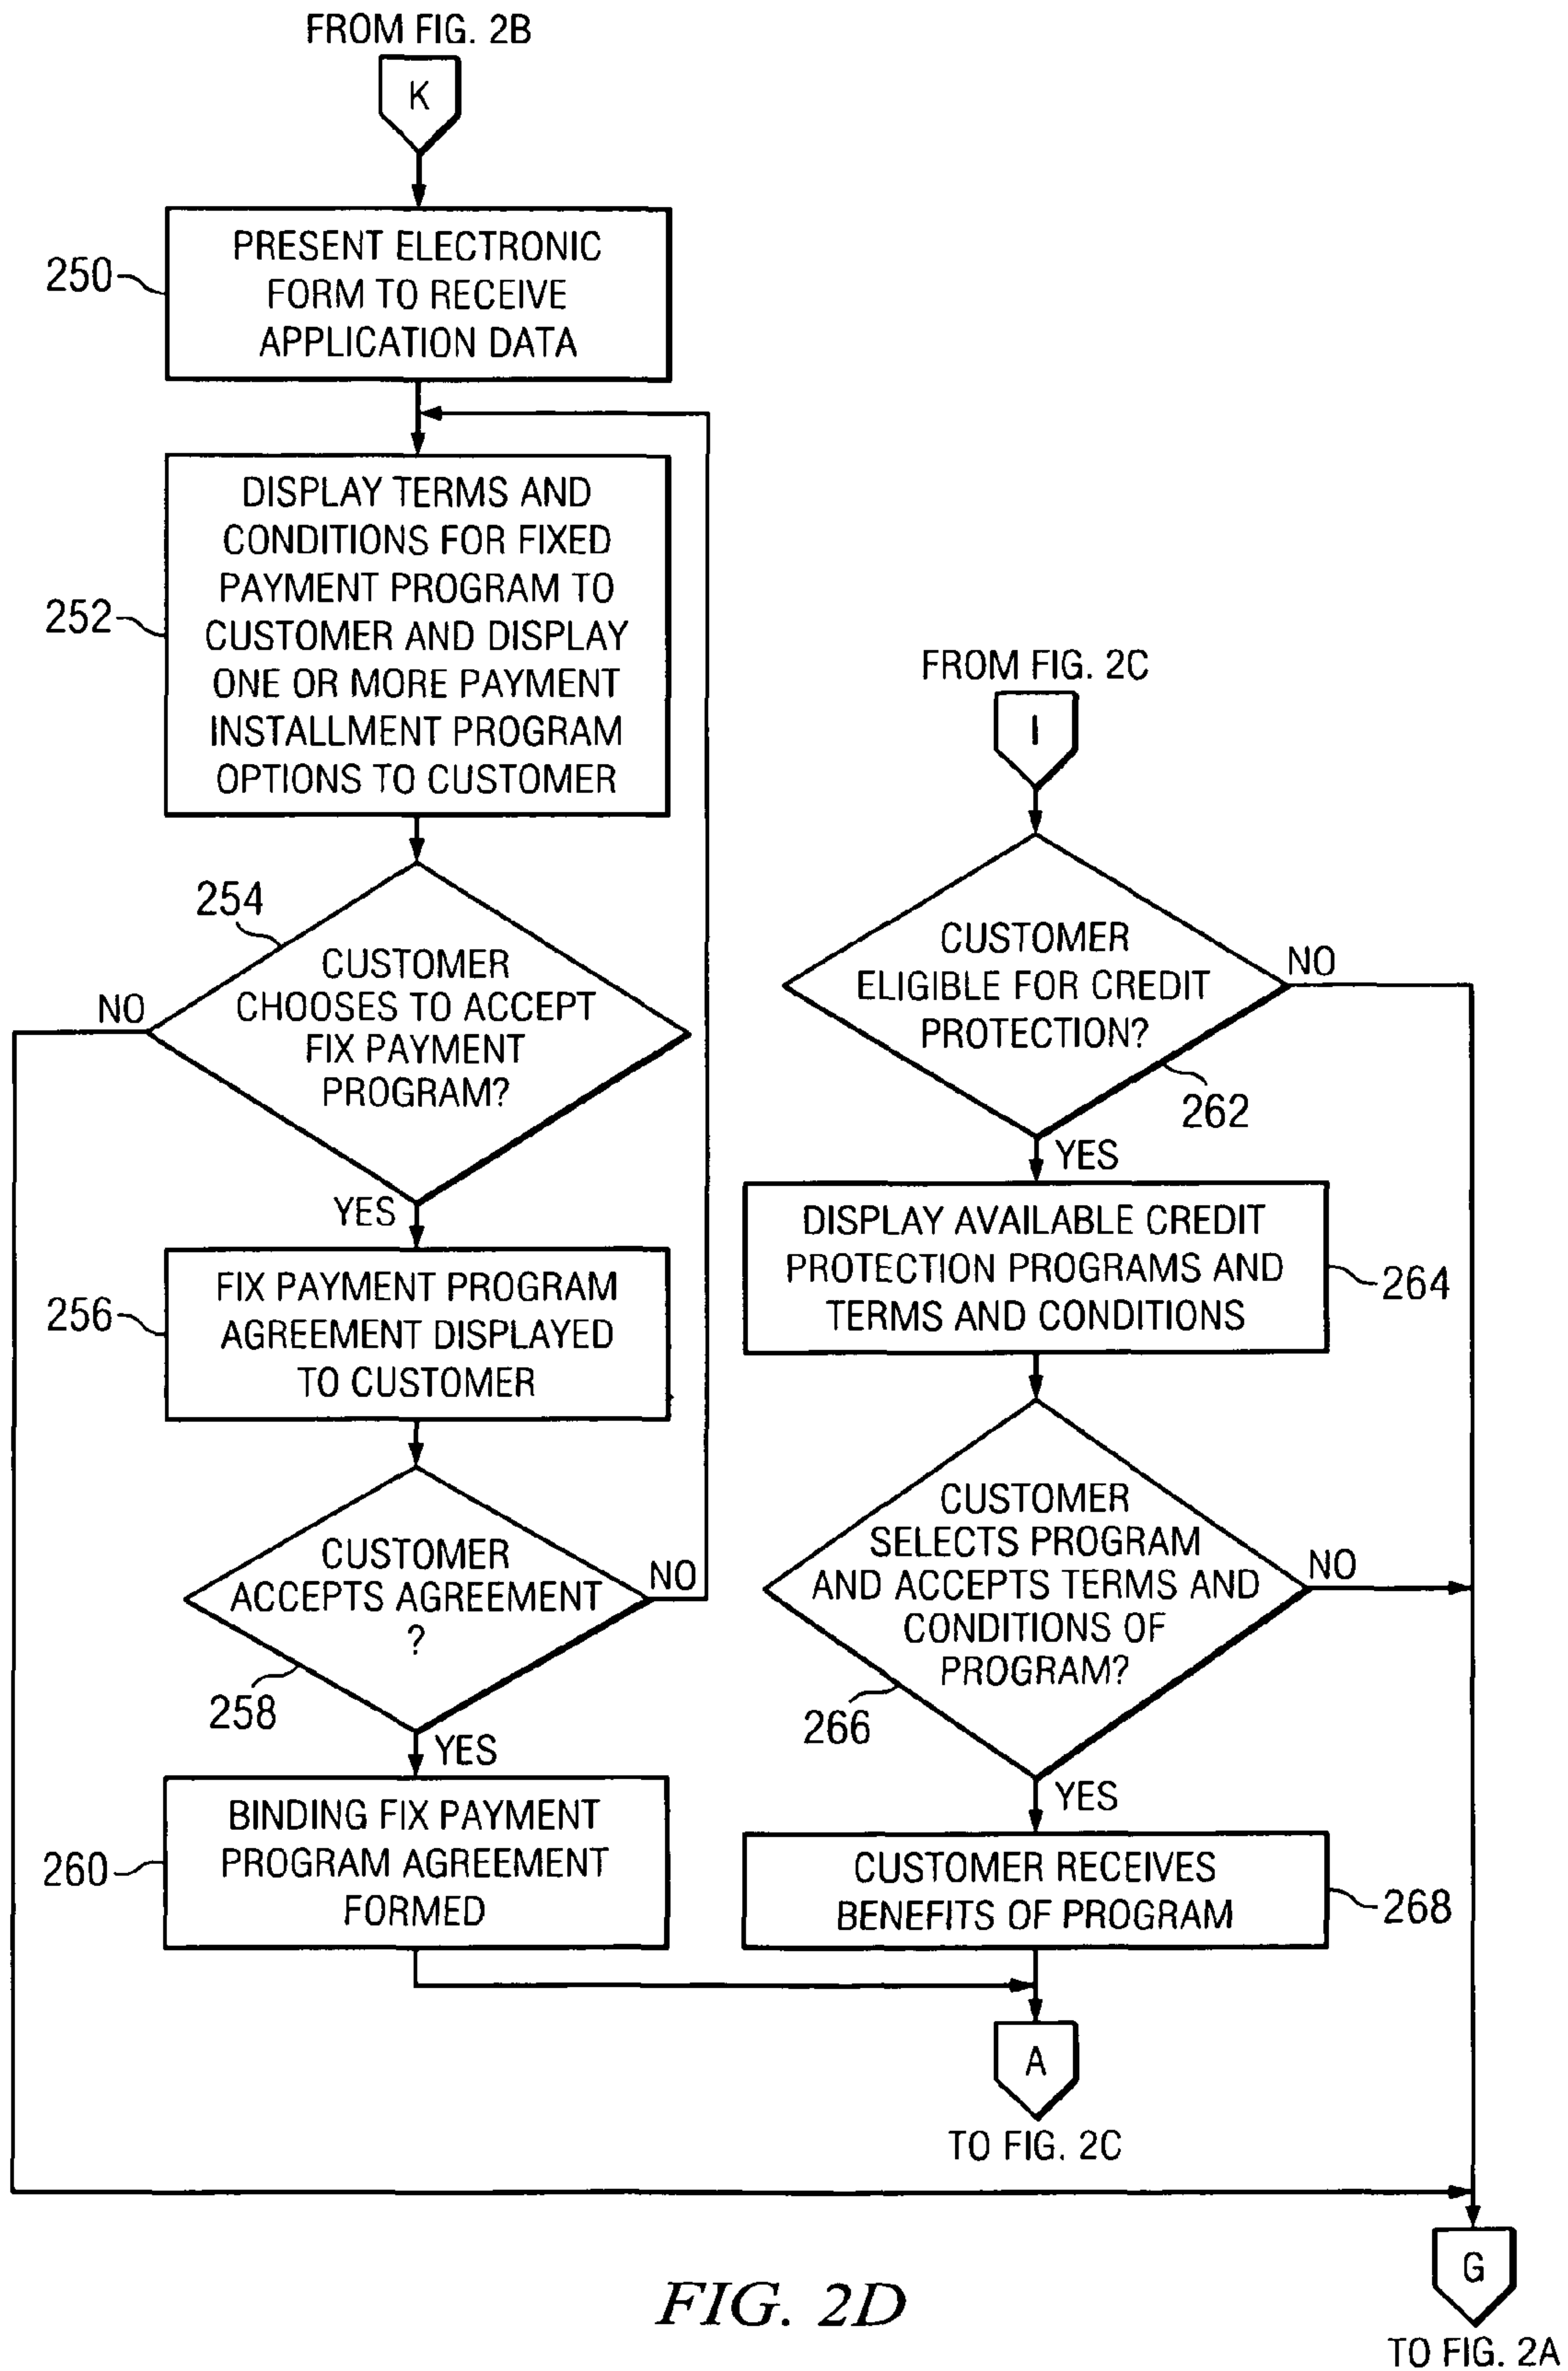 FROM FIG. 2B
K
250
PRESENT ELECTRONIC
FORM TO RECEIVE
APPLICATION DATA
252
DISPLAY TERMS AND
CONDITIONS FOR FIXED
PAYMENT PROGRAM TO
CUSTOMER AND DISPLAY
ONE OR MORE PAYMENT
INSTALLMENT PROGRAM
OPTIONS TO CUSTOMER
254
CUSTOMER
CHOOSES TO ACCEPT
FIX PAYMENT
PROGRAM?
NO
YES
256
FIX PAYMENT PROGRAM
AGREEMENT DISPLAYED
TO CUSTOMER
CUSTOMER
ACCEPTS AGREEMENT
?
NO
258
YES
260
BINDING FIX PAYMENT
PROGRAM AGREEMENT
FORMED
FROM FIG. 2C
I
CUSTOMER
ELIGIBLE FOR CREDIT
PROTECTION?
NO
262
YES
DISPLAY AVAILABLE CREDIT
PROTECTION PROGRAMS AND
TERMS AND CONDITIONS
264
CUSTOMER
SELECTS PROGRAM
AND ACCEPTS TERMS AND
CONDITIONS OF
PROGRAM?
NO
266
YES
CUSTOMER RECEIVES
BENEFITS OF PROGRAM
268
A
TO FIG. 2C
G
TO FIG. 2A
FIG. 2D